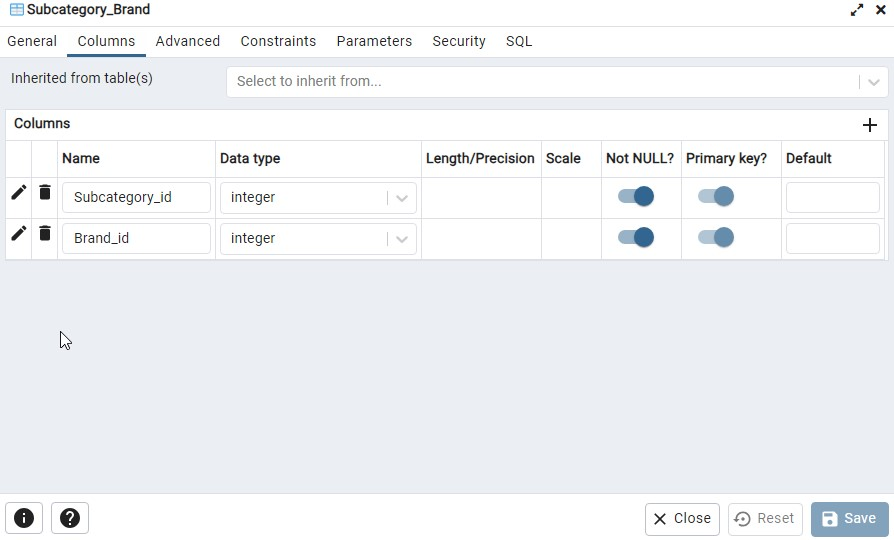 Subcategory_Brand
General Columns Advanced Constraints Parameters Security SQL
Inherited from table(s) Select to inherit from...
Columns
Name Data type Length/Precision Scale Not NULL? Primary key? Default
Subcategory_id integer
Brand_id integer
Close Reset Save